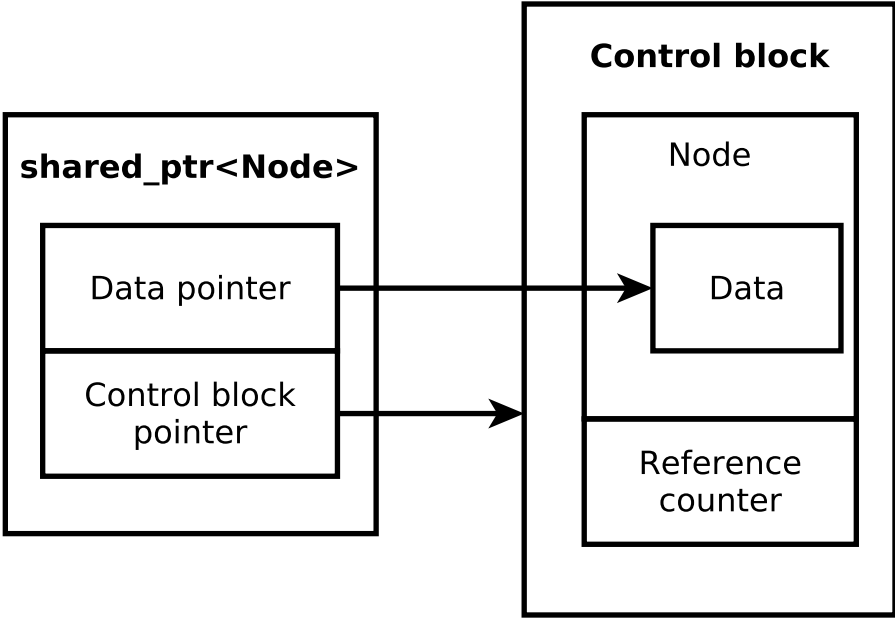 Control block
shared_ptr<Node>
Node
Data pointer
Data
Control block
pointer
Reference
counter